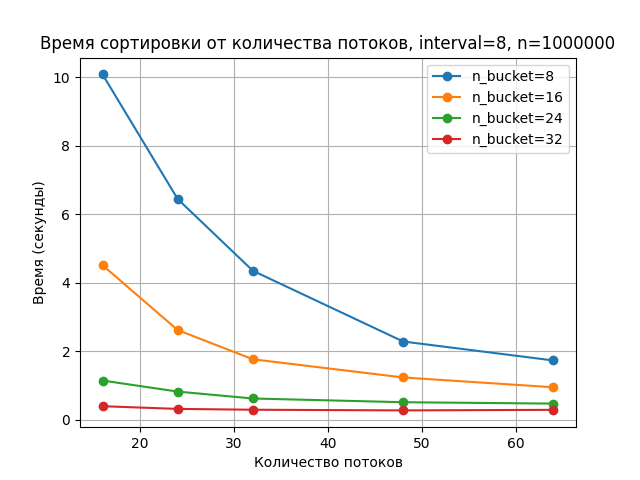 Время сортировки от количества потоков, interval=8, n=1000000
n_bucket=8
n_bucket=16
n_bucket=24
n_bucket=32
Время (секунды)
10
8
6
4
2
0
20
30
40
50
60
Количество потоков